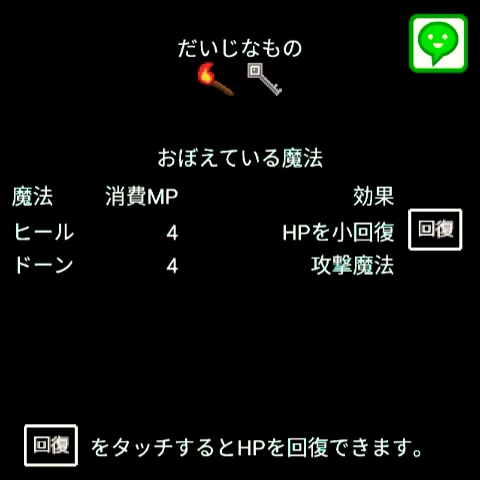 だいじなもの
おぼえている魔法
魔法 消費MP 効果
ヒール 4 HPを小回復 回復
ドーン 4 攻撃魔法
回復 をタッチするとHPを回復できます。